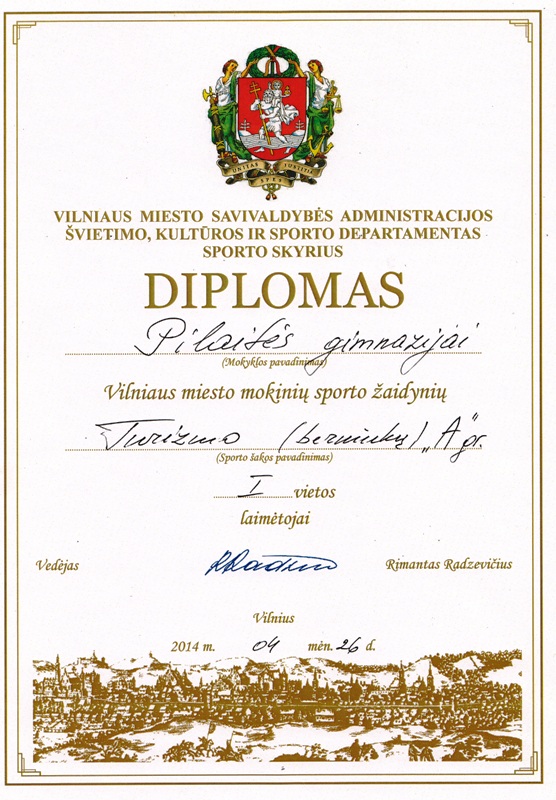 UNITAS JUSTITIA
SPES
VILNIAUS MIESTO SAVIVALDYBĖS ADMINISTRACIJOS
ŠVIETIMO, KULTŪROS IR SPORTO DEPARTAMENTAS
SPORTO SKYRIUS
DIPLOMAS
Pilaitės gimnazijai
(Mokyklos pavadinimas)
Vilniaus miesto mokinių sporto žaidynių
Turizmo (berniukų) „A" gr.
(Sporto šakos pavadinimas)
I vietos
laimėtojai
Vedėjas Rimantas Radzevičius
Vilnius
2014 m. 04 mėn. 26 d.